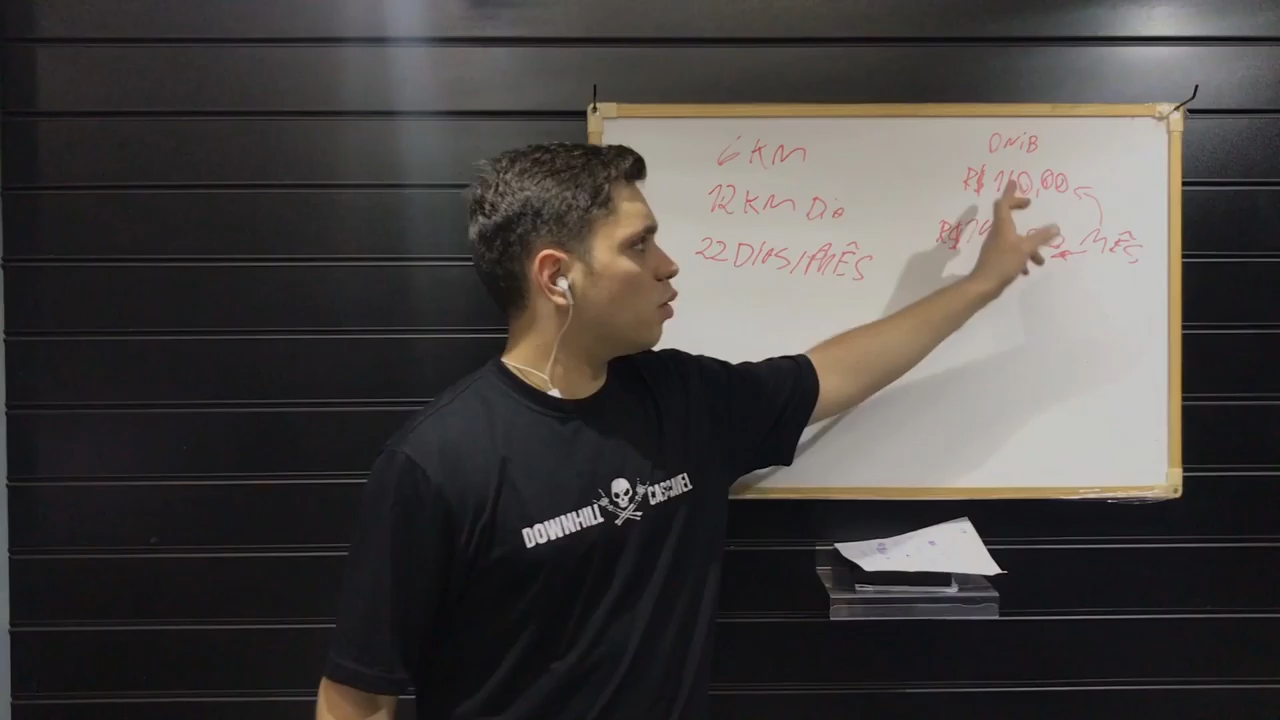 6 KM
12 KM Dia
22 DIAS/MÊS
ONIB
R$ 160,00
R$
MÊS
DOWNHILL CASCAVEL